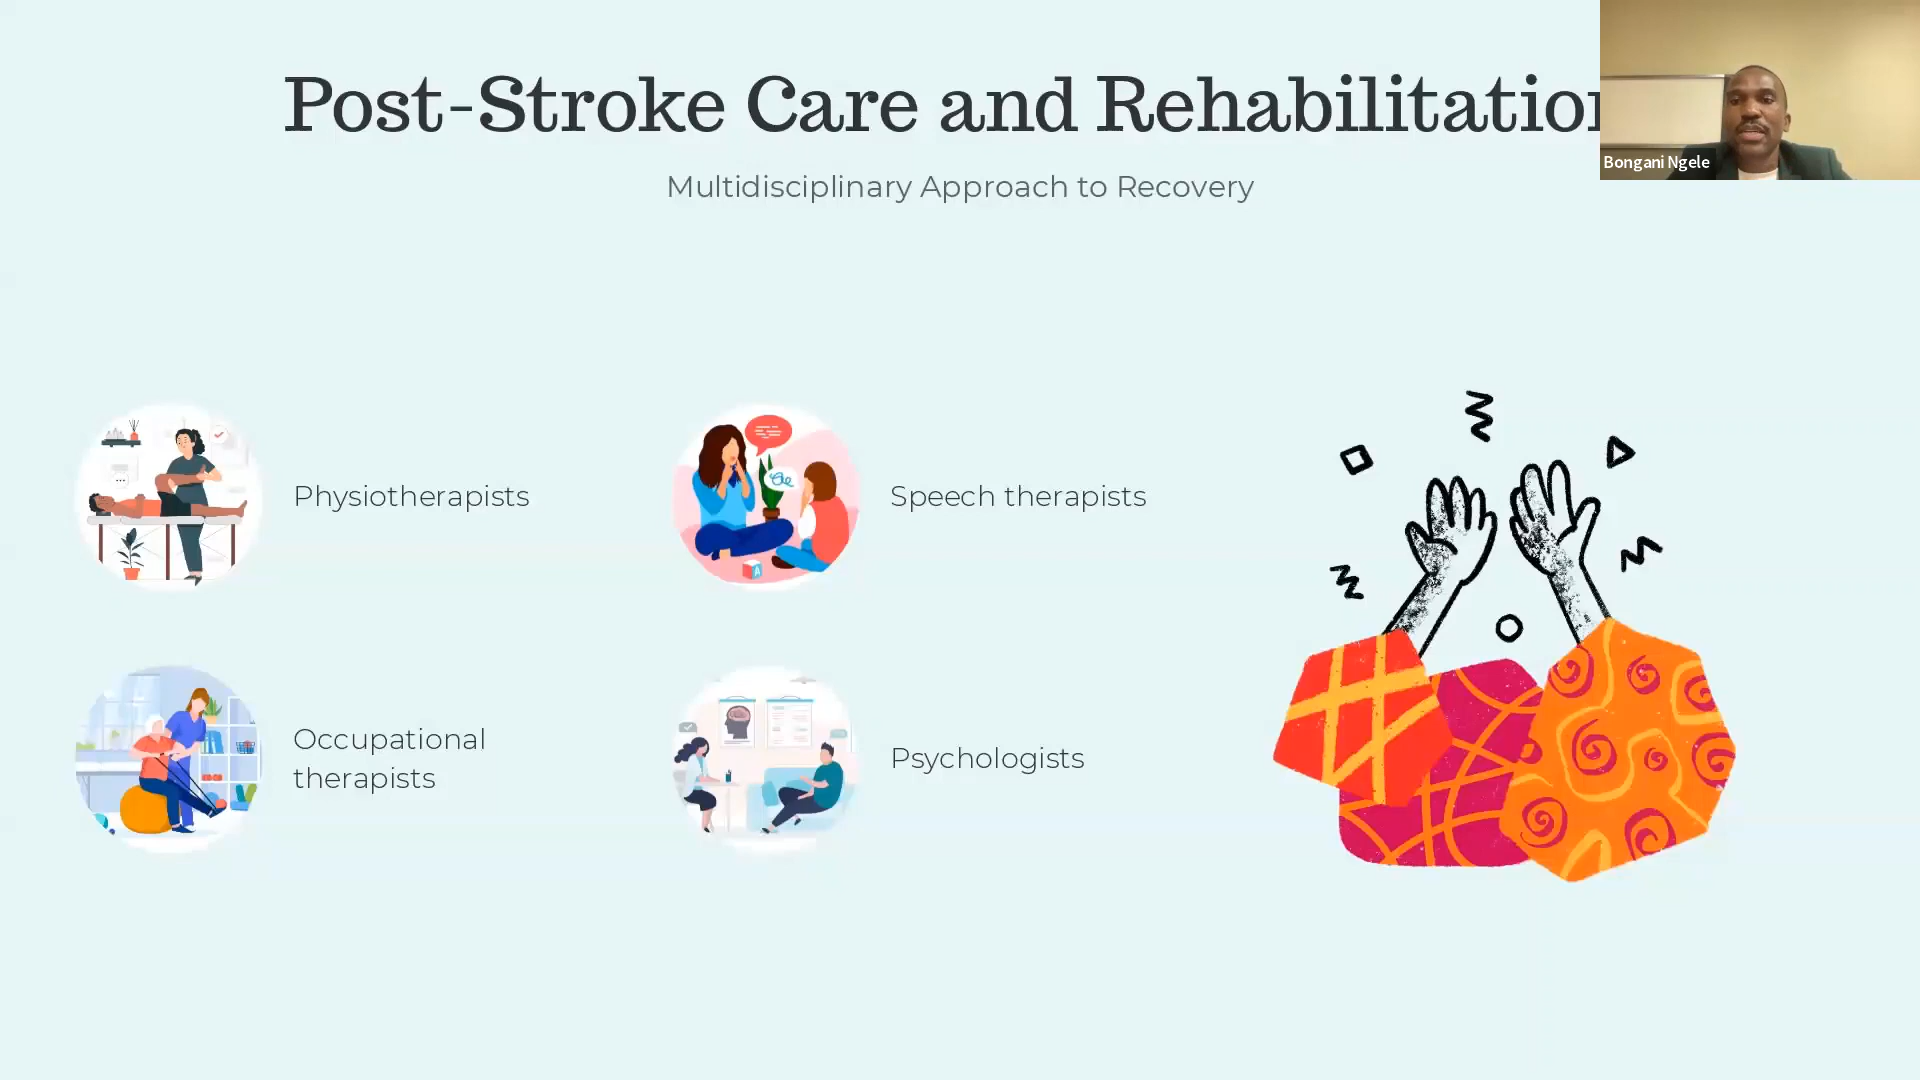 Post-Stroke Care and Rehabilitation
Bongani Ngele
Multidisciplinary Approach to Recovery
Physiotherapists
Speech therapists
Occupational
therapists
Psychologists
A